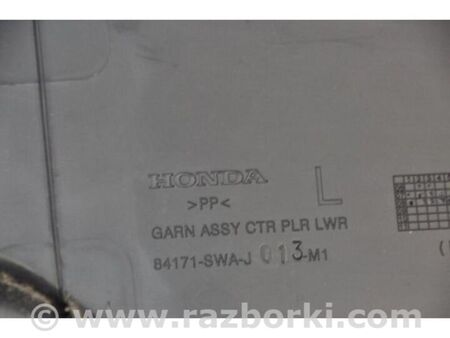 HONDA
L
>PP<
GARN ASSY CTR PLR LWR
84171-SWA-J 013-M1
(
© www.razborki.com